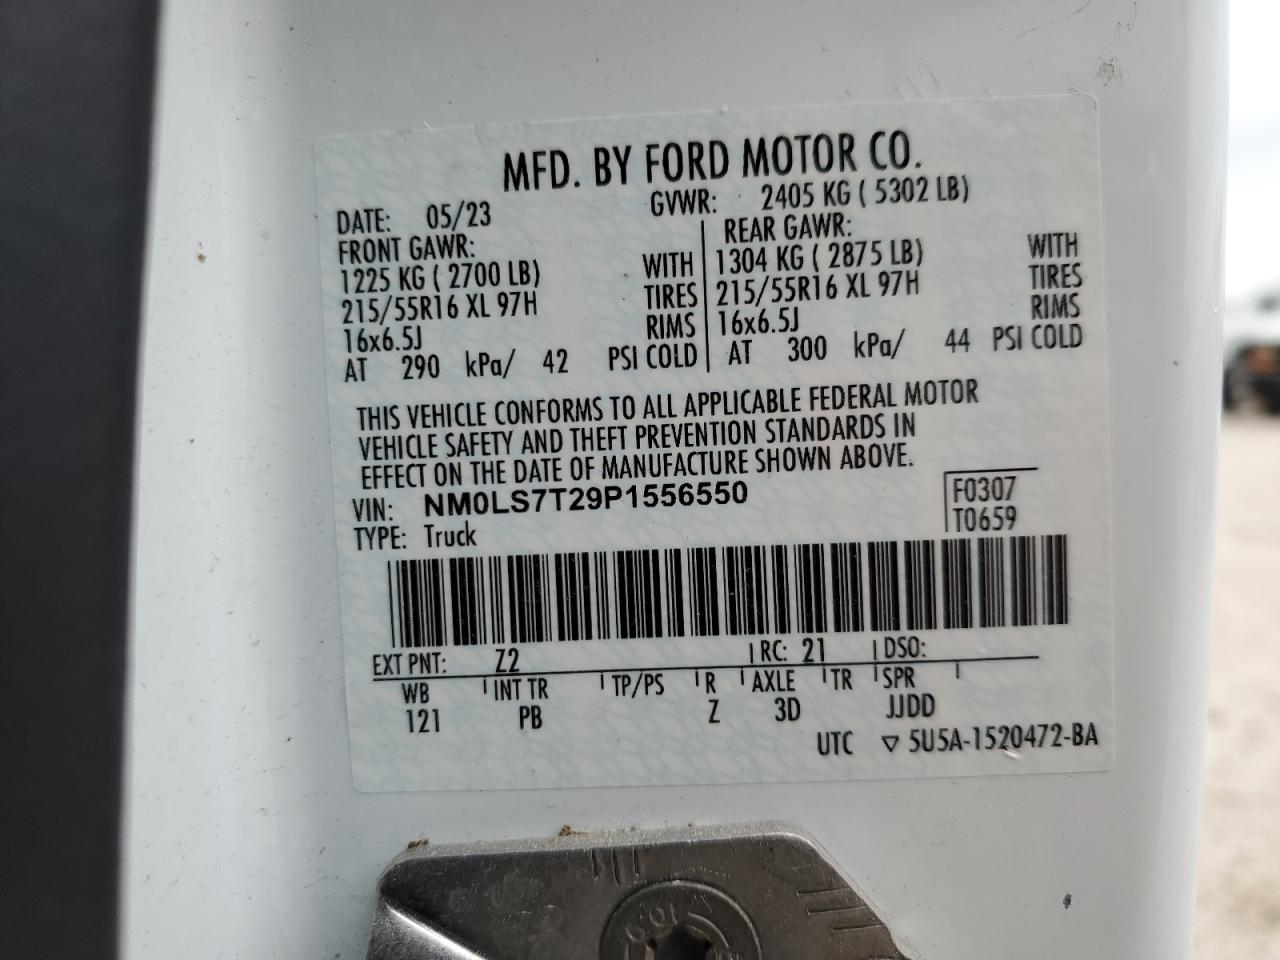 MFD. BY FORD MOTOR CO.
DATE: 05/23 GVWR: 2405 KG ( 5302 LB)
FRONT GAWR: REAR GAWR:
1225 KG ( 2700 LB) WITH 1304 KG ( 2875 LB) WITH
215/55R16 XL 97H TIRES 215/55R16 XL 97H TIRES
16x6.5J RIMS 16x6.5J RIMS
AT 290 kPa/ 42 PSI COLD AT 300 kPa/ 44 PSI COLD
THIS VEHICLE CONFORMS TO ALL APPLICABLE FEDERAL MOTOR
VEHICLE SAFETY AND THEFT PREVENTION STANDARDS IN
EFFECT ON THE DATE OF MANUFACTURE SHOWN ABOVE.
VIN: NM0LS7T29P1556550 F0307
TYPE: Truck T0659
EXT PNT: Z2 RC: 21 DSO:
WB INT TR TP/PS R AXLE TR SPR
121 PB Z 3D JJDD
UTC ▽ 5U5A-1520472-BA